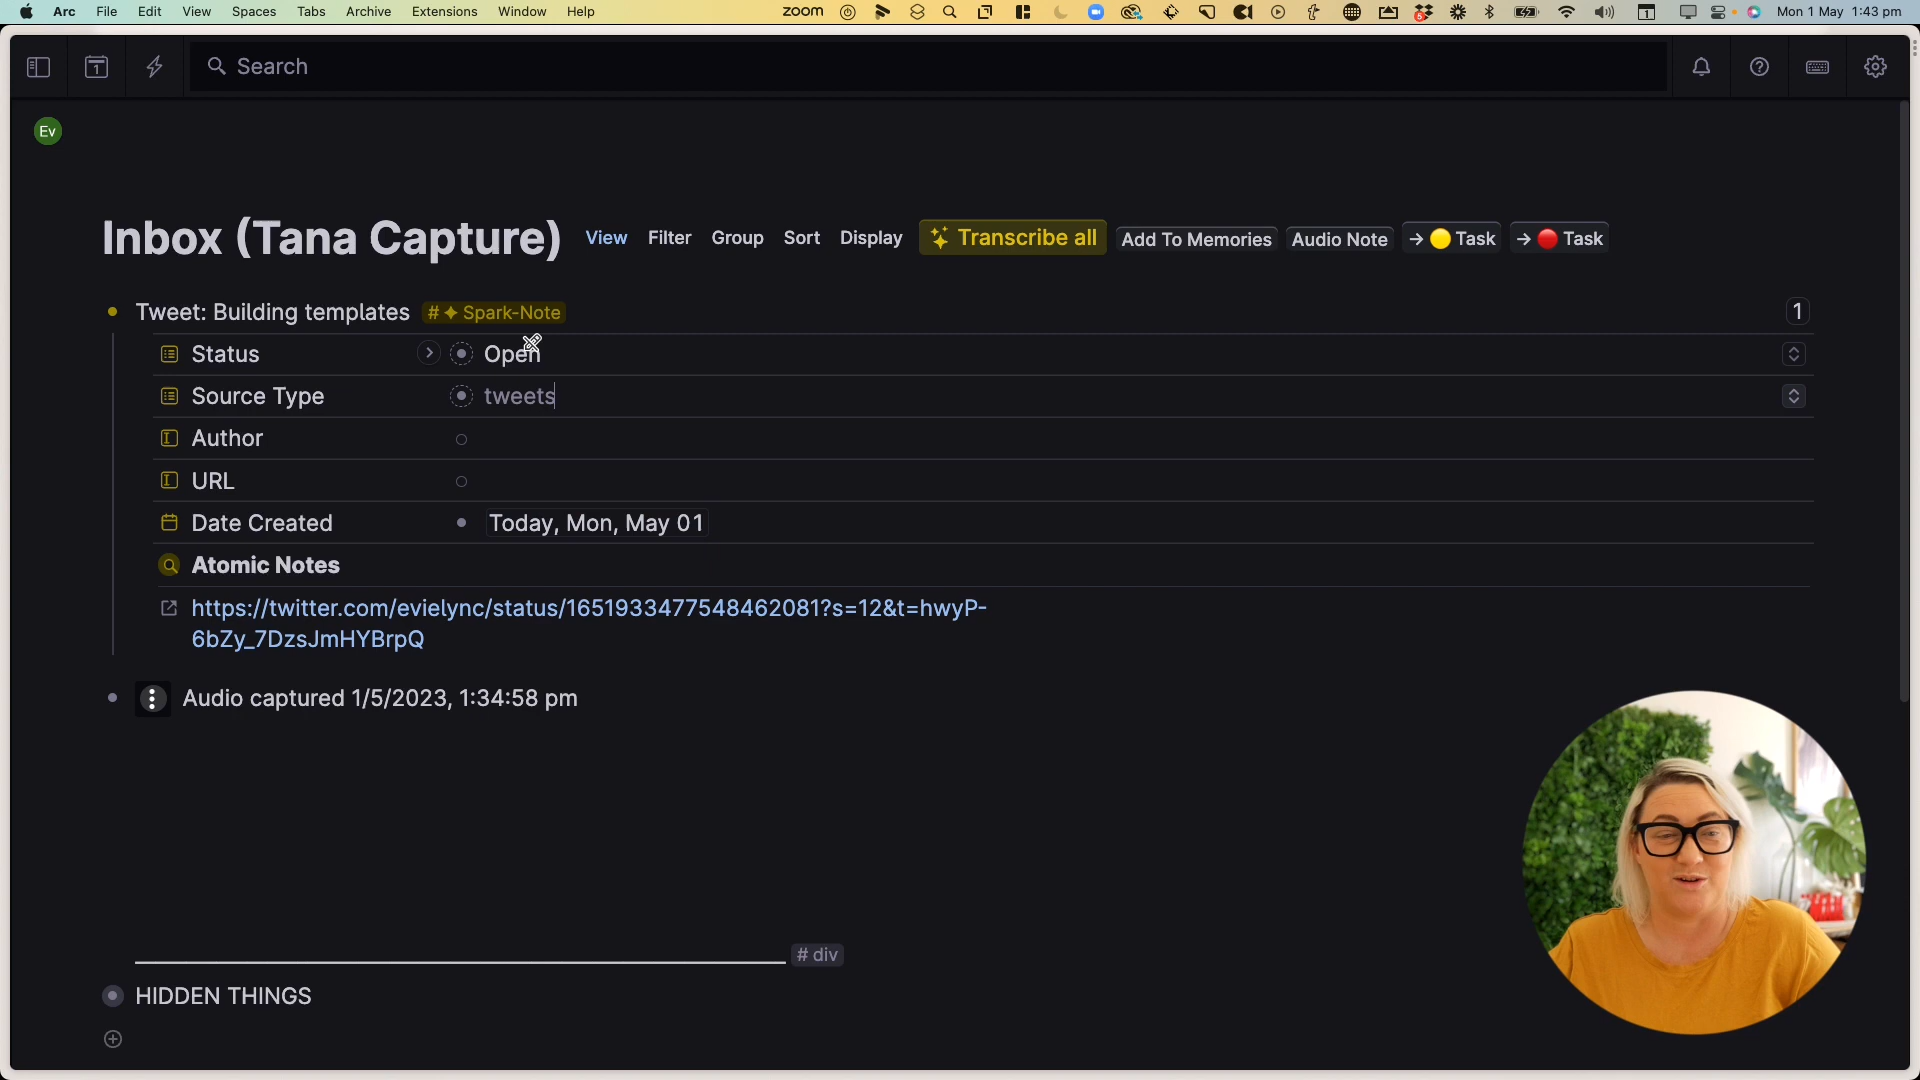 Arc File Edit View Spaces Tabs Archive Extensions Window Help zoom Mon 1 May 1:43 pm
1 Search
Ev
Inbox (Tana Capture) View Filter Group Sort Display Transcribe all Add To Memories Audio Note → Task → Task
Tweet: Building templates # Spark-Note 1
Status Open
Source Type tweets
Author
URL
Date Created Today, Mon, May 01
Atomic Notes
https://twitter.com/evielync/status/1651933477548462081?s=12&t=hwyP-
6bZy_7DzsJmHYBrpQ
Audio captured 1/5/2023, 1:34:58 pm
# div
HIDDEN THINGS